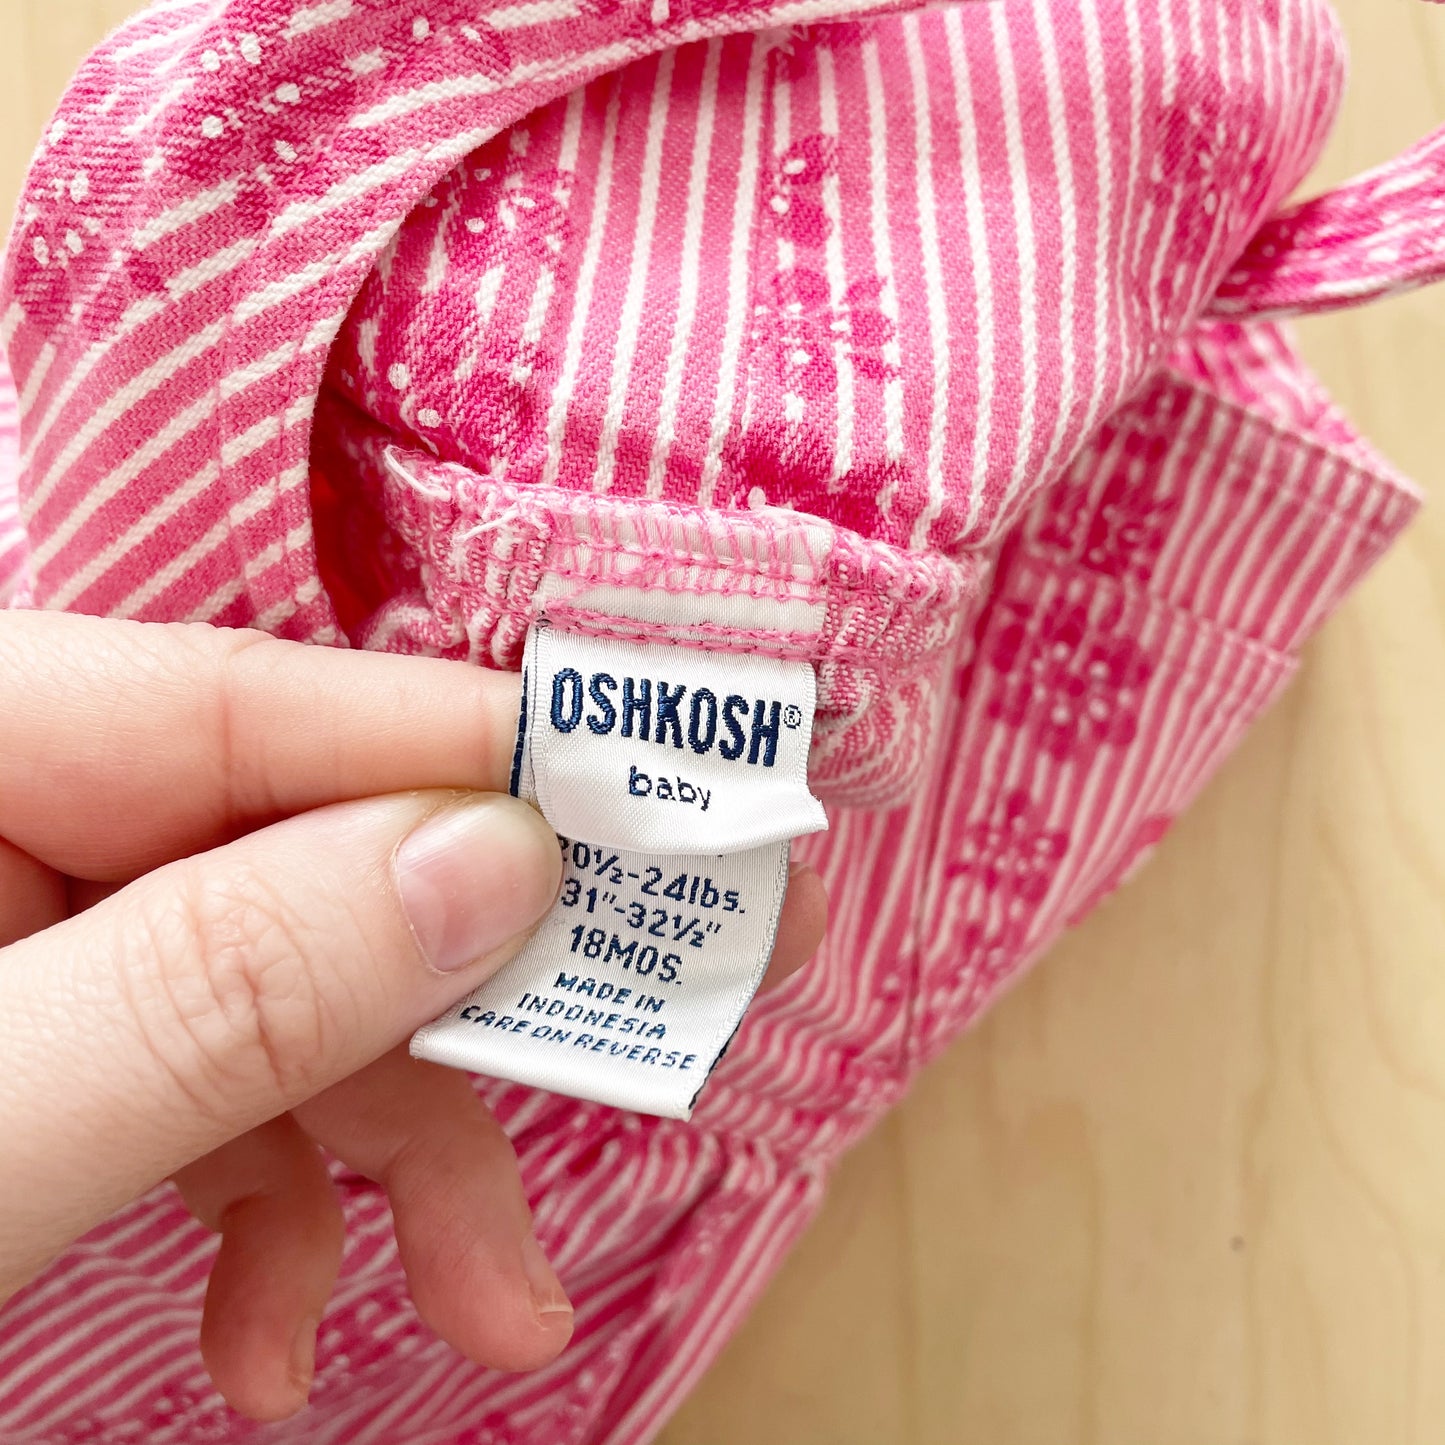 OSHKOSH®
baby
20½-24lbs.
31"-32½"
18MOS.
MADE IN
INDONESIA
CARE ON REVERSE